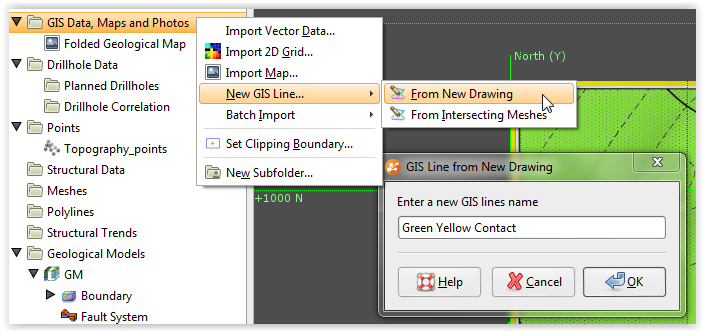 GIS Data, Maps and Photos
Folded Geological Map
Drillhole Data
Planned Drillholes
Drillhole Correlation
Points
Topography_points
Structural Data
Meshes
Polylines
Structural Trends
Geological Models
GM
Boundary
Fault System
Import Vector Data...
Import 2D Grid...
Import Map...
New GIS Line...
Batch Import
Set Clipping Boundary...
New Subfolder...
From New Drawing
From Intersecting Meshes
North (Y)
+1000 N
GIS Line from New Drawing
Enter a new GIS lines name
Green Yellow Contact
Help
Cancel
OK